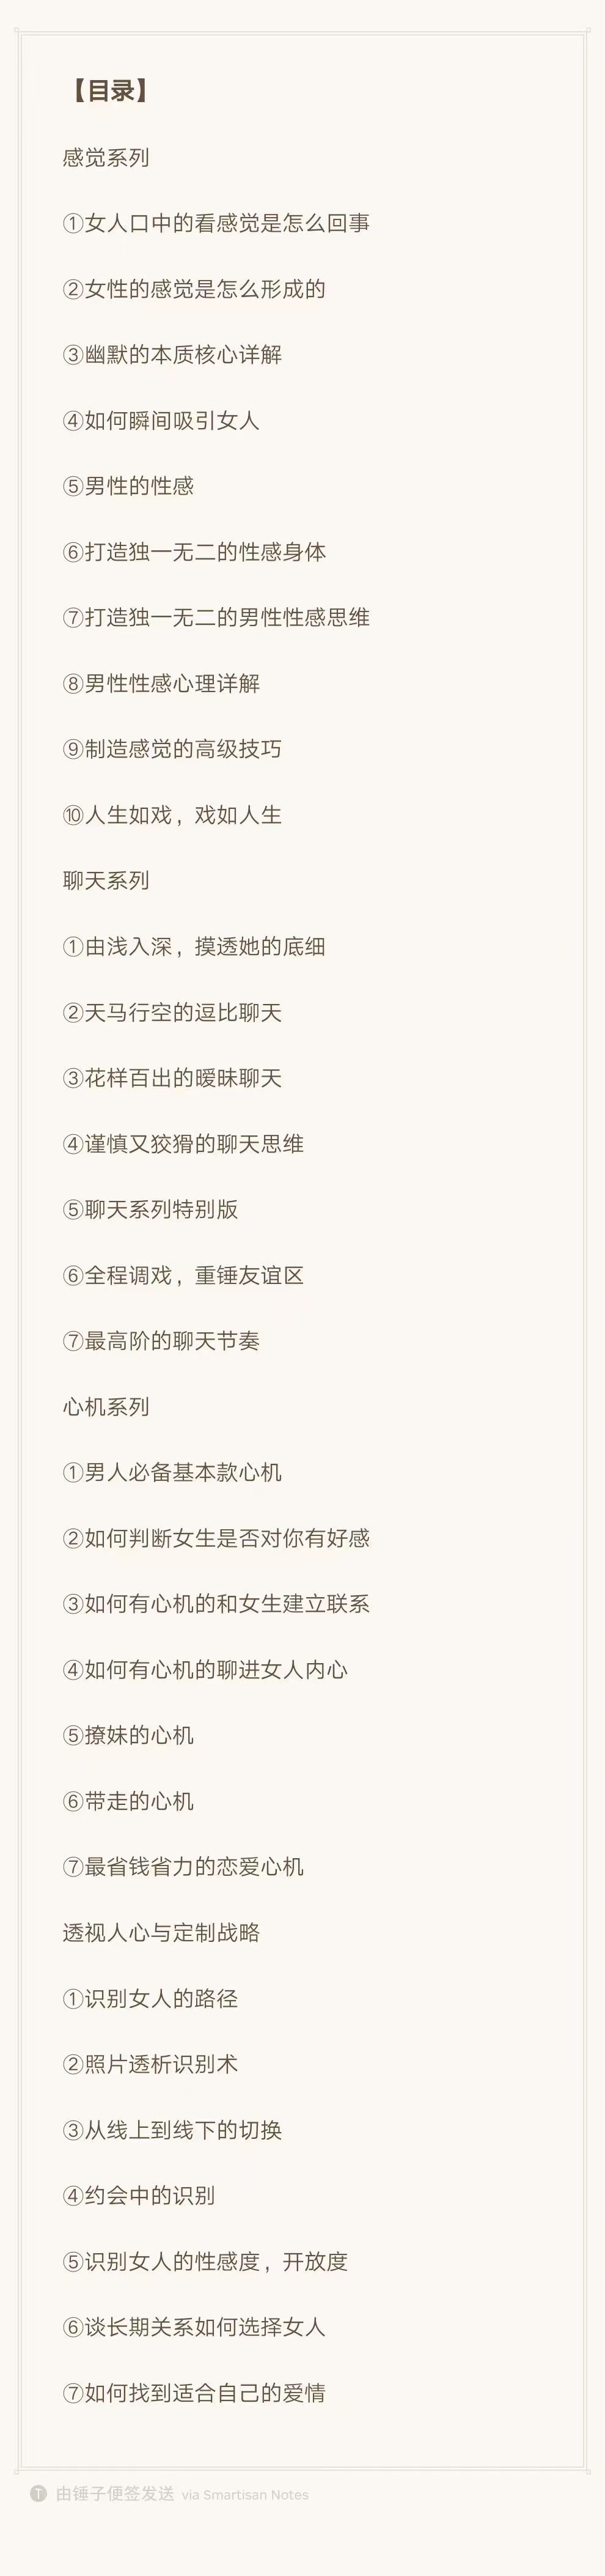 【目录】
感觉系列
①女人口中的看感觉是怎么回事
②女性的感觉是怎么形成的
③幽默的本质核心详解
④如何瞬间吸引女人
⑤男性的性感
⑥打造独一无二的性感身体
⑦打造独一无二的男性性感思维
⑧男性性感心理详解
⑨制造感觉的高级技巧
⑩人生如戏，戏如人生
聊天系列
①由浅入深，摸透她的底细
②天马行空的逗比聊天
③花样百出的暧昧聊天
④谨慎又狡猾的聊天思维
⑤聊天系列特别版
⑥全程调戏，重锤友谊区
⑦最高阶的聊天节奏
心机系列
①男人必备基本款心机
②如何判断女生是否对你有好感
③如何有心机的和女生建立联系
④如何有心机的聊进女人内心
⑤撩妹的心机
⑥带走的心机
⑦最省钱省力的恋爱心机
透视人心与定制战略
①识别女人的路径
②照片透析识别术
③从线上到线下的切换
④约会中的识别
⑤识别女人的性感度，开放度
⑥谈长期关系如何选择女人
⑦如何找到适合自己的爱情
T 由锤子便签发送 via Smartisan Notes